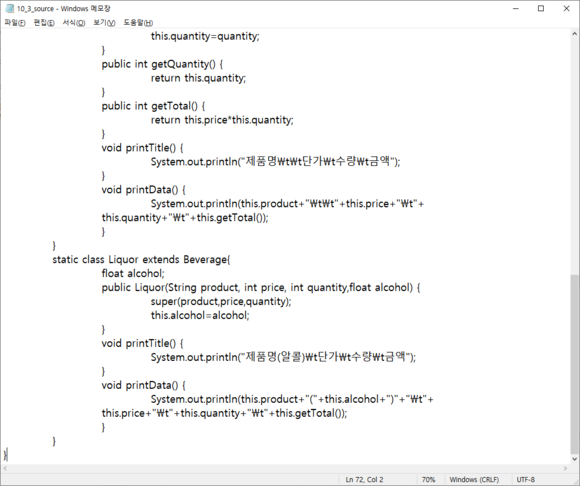 10_3_source - Windows 메모장
파일(F) 편집(E) 서식(O) 보기(V) 도움말(H)
this.quantity=quantity;
}
public int getQuantity() {
return this.quantity;
}
public int getTotal() {
return this.price*this.quantity;
}
void printTitle() {
System.out.println("제품명₩t₩t단가₩t수량₩t금액");
}
void printData() {
System.out.println(this.product+"₩t₩t"+this.price+"₩t"+
this.quantity+"₩t"+this.getTotal());
}
}
static class Liquor extends Beverage{
float alcohol;
public Liquor(String product, int price, int quantity,float alcohol) {
super(product,price,quantity);
this.alcohol=alcohol;
}
void printTitle() {
System.out.println("제품명(알콜)₩t단가₩t수량₩t금액");
}
void printData() {
System.out.println(this.product+"("+this.alcohol+")"+"₩t"+
this.price+"₩t"+this.quantity+"₩t"+this.getTotal());
}
}
}
Ln 72, Col 2 70% Windows (CRLF) UTF-8